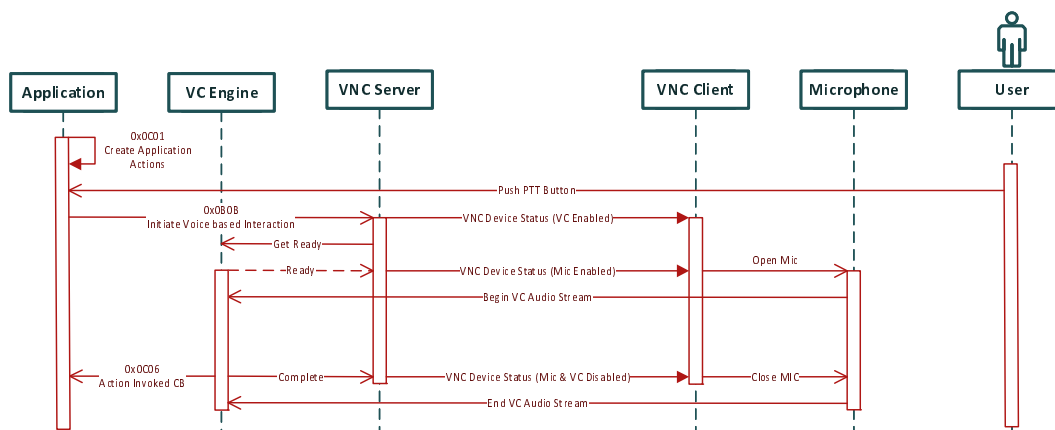 Application
VC Engine
VNC Server
VNC Client
Microphone
User
0x0C01
Create Application
Actions
Push PTT Button
0x0B0B
Initiate Voice based Interaction
VNC Device Status (VC Enabled)
Get Ready
Ready
VNC Device Status (Mic Enabled)
Open Mic
Begin VC Audio Stream
0x0C06
Action Invoked CB
Complete
VNC Device Status (Mic & VC Disabled)
Close MIC
End VC Audio Stream